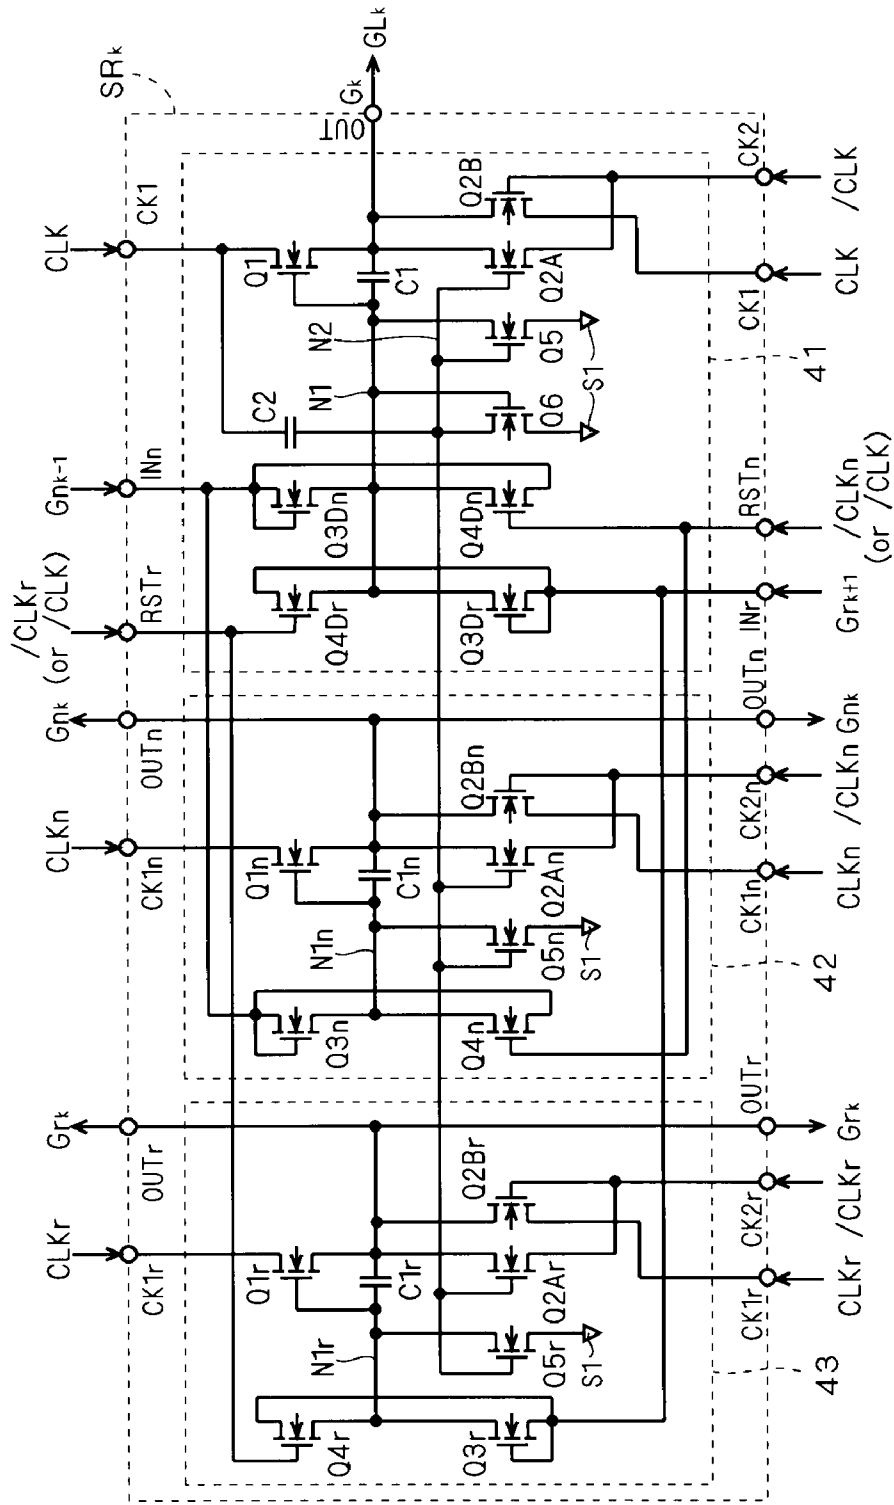 SRk
CLKr
Grk
CLKn
Gnk
/CLKr
(or /CLK)
Gnk-1
CLK
CK1r
OUTr
CK1n
OUTn
RSTr
INn
CK1
Q4r
Q1r
Q3n
Q1n
Q4Dr
Q3Dn
C2
Q1
N1r
C1r
N1n
C1n
N1
N2
C1
OUT
Gk
GLk
Q3r
Q5r
Q2Ar
Q2Br
Q4n
Q5n
Q2An
Q2Bn
Q3Dr
Q4Dn
Q6
Q5
Q2A
Q2B
S1
S1
S1
43
42
41
CK1r
CK2r
OUTr
CK1n
CK2n
OUTn
INr
RSTn
CK1
CK2
CLKr
/CLKr
Grk
CLKn
/CLKn
Gnk
Grk+1
/CLKn
(or /CLK)
CLK
/CLK